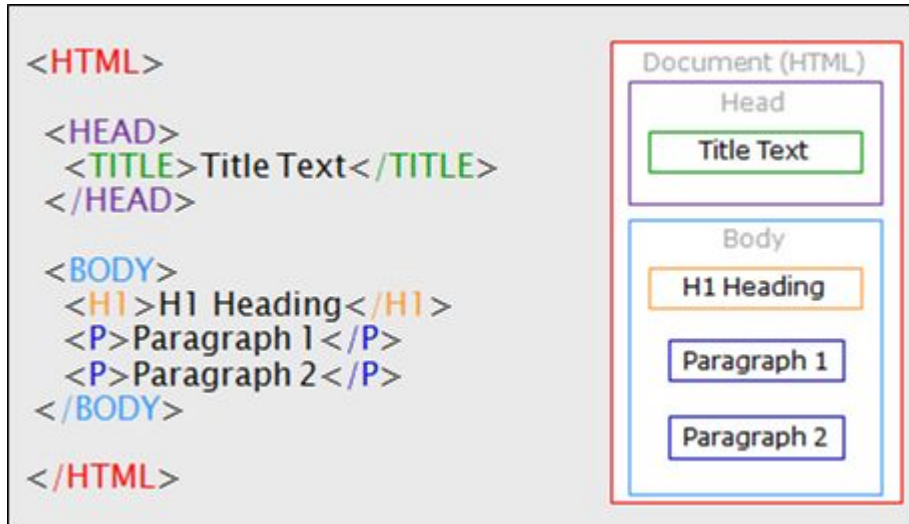 <HTML>
<HEAD>
<TITLE>Title Text</TITLE>
</HEAD>
<BODY>
<H1>H1 Heading</H1>
<P>Paragraph 1</P>
<P>Paragraph 2</P>
</BODY>
</HTML>
Document (HTML)
Head
Title Text
Body
H1 Heading
Paragraph 1
Paragraph 2